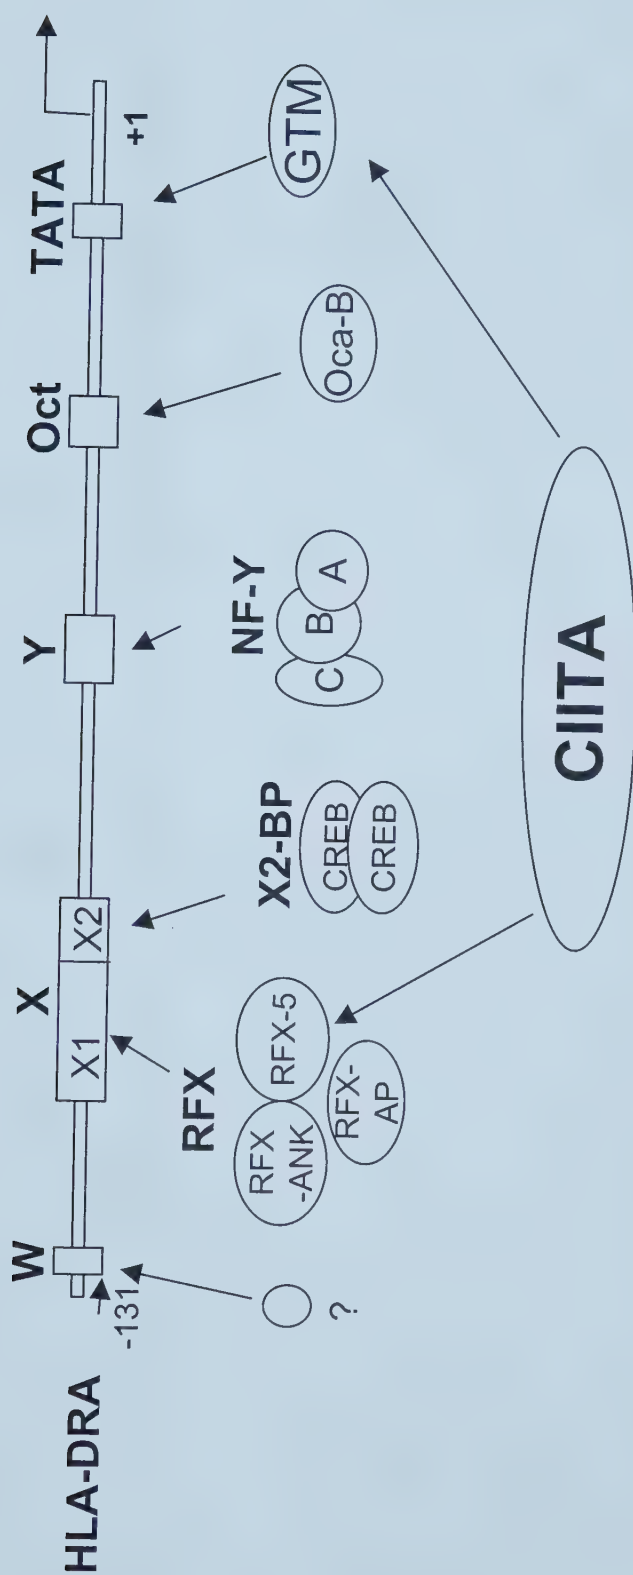 HLA-DRA
W
X
Y
Oct
TATA
X1
X2
-131
+1
?
RFX
RFX
-ANK
RFX-5
RFX-
AP
X2-BP
CREB
CREB
NF-Y
C
B
A
Oca-B
GTM
CIITA